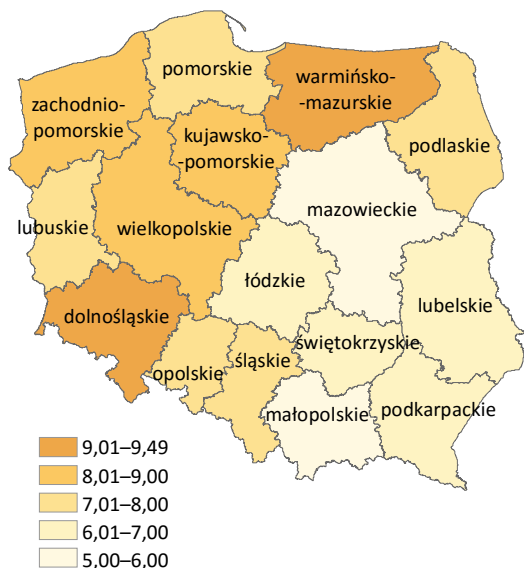 pomorskie
warmińsko-
-mazurskie
zachodnio-
pomorskie
kujawsko-
-pomorskie
podlaskie
mazowieckie
lubuskie
wielkopolskie
łódzkie
lubelskie
dolnośląskie
świętokrzyskie
opolskie
śląskie
małopolskie
podkarpackie
9,01–9,49
8,01–9,00
7,01–8,00
6,01–7,00
5,00–6,00